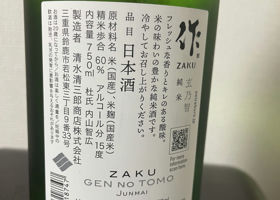 作
ZAKU
玄乃智
純米
フレッシュな香りとキレのある酸味、
米の味わいの豊かな純米酒です。
冷やしてお召し上がりください。
品目 日本酒
原材料名 米(国産)、米麹(国産米)
精米歩合 60% アルコール分 15度
内容量 750ml 杜氏 内山智広
製造者 清水清三郎商店株式会社
三重県鈴鹿市若松東三丁目9番33号
ZAKU
GEN NO TOMO
JUNMAI